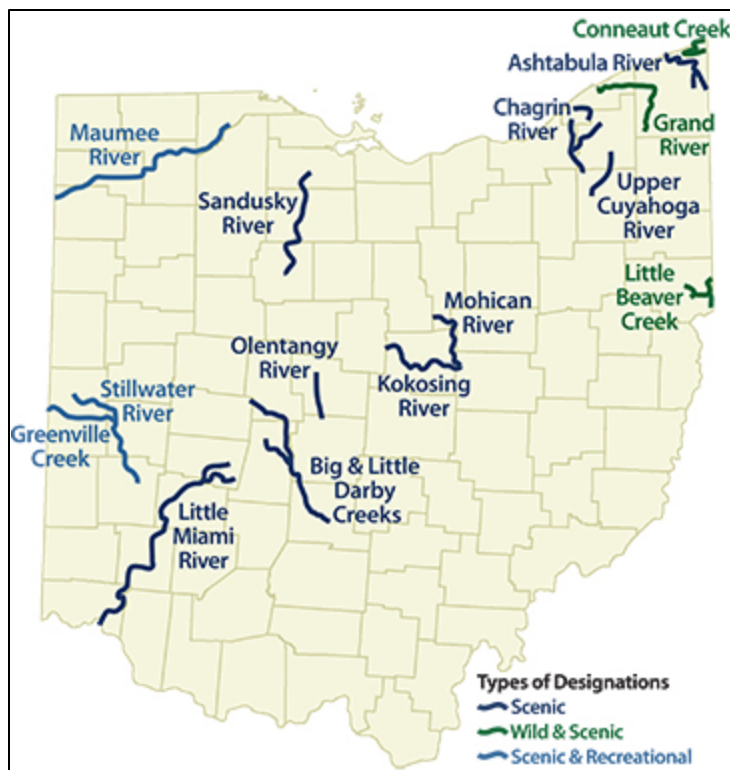 Conneaut Creek
Ashtabula River
Chagrin
River
Grand
River
Maumee
River
Upper
Cuyahoga
River
Sandusky
River
Little
Beaver
Creek
Mohican
River
Olentangy
River
Kokosing
River
Stillwater
River
Greenville
Creek
Big & Little
Darby
Creeks
Little
Miami
River
Types of Designations
Scenic
Wild & Scenic
Scenic & Recreational